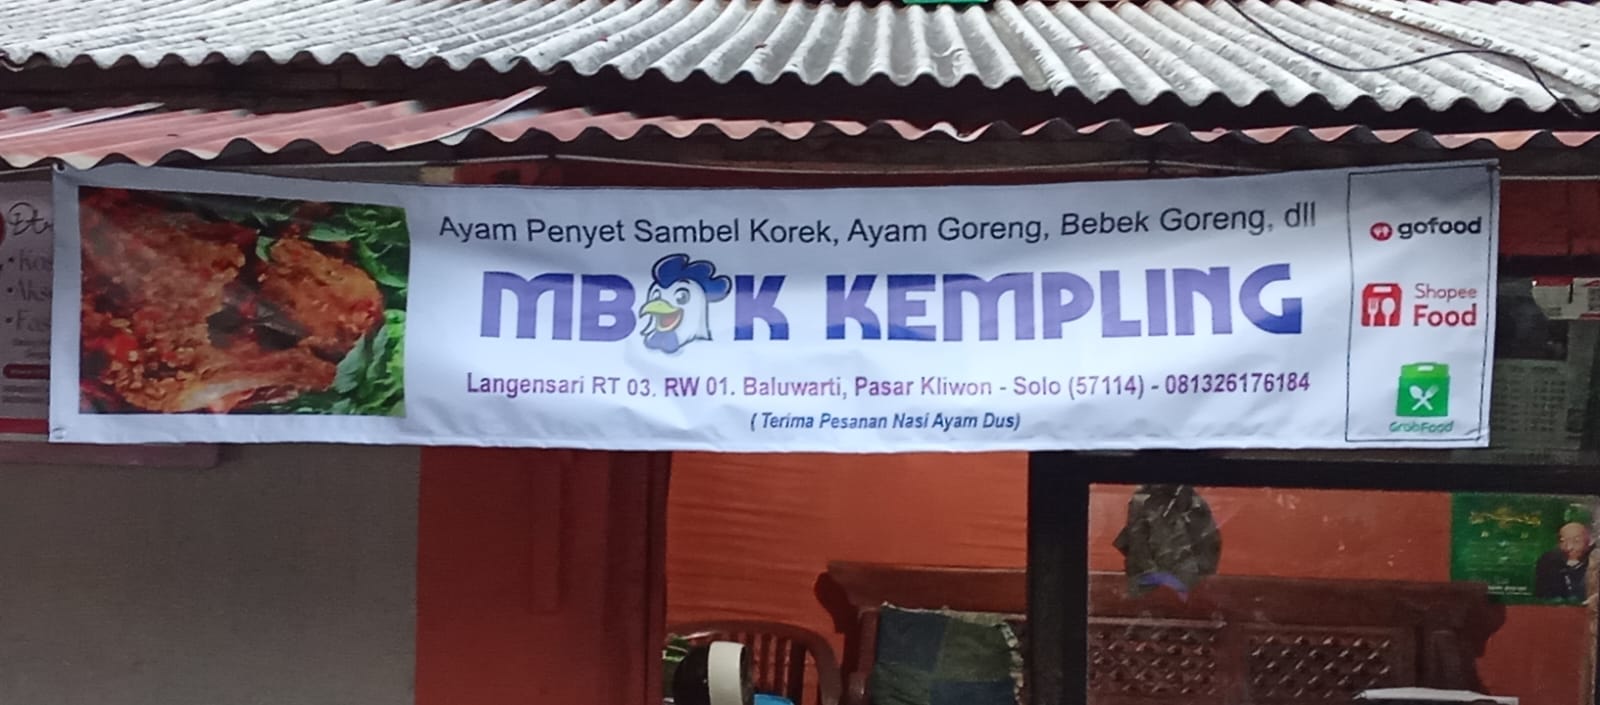 Ayam Penyet Sambel Korek, Ayam Goreng, Bebek Goreng, dll
MBOK KEMPLING
Langensari RT 03. RW 01. Baluwarti, Pasar Kliwon - Solo (57114) - 081326176184
( Terima Pesanan Nasi Ayam Dus)
gofood
Shopee
Food
GrabFood